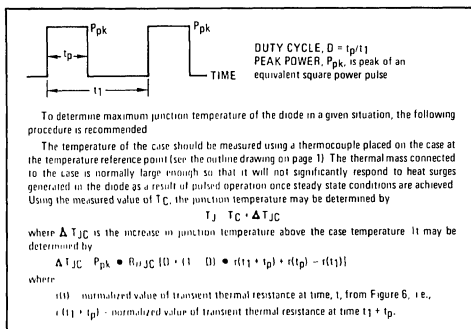 Ppk
Ppk
tp
t1
TIME
DUTY CYCLE, D = tp/t1
PEAK POWER, Ppk, is peak of an
equivalent square power pulse
To determine maximum junction temperature of the diode in a given situation, the following
procedure is recommended
The temperature of the case should be measured using a thermocouple placed on the case at
the temperature reference point (see the outline drawing on page 1) The thermal mass connected
to the case is normally large enough so that it will not significantly respond to heat surges
generated in the diode as a result of pulsed operation once steady state conditions are achieved
Using the measured value of TC, the junction temperature may be determined by
TJ TC + Δ TJC
where Δ TJC is the increase in junction temperature above the case temperature It may be
determined by
Δ TJC Ppk • RθJC [D + (1 D) • r(t1 + tp) + r(tp) − r(t1)]
where
r(t) normalized value of transient thermal resistance at time, t, from Figure 6, i.e.,
r (t1 + tp) - normalized value of transient thermal resistance at time t1 + tp.